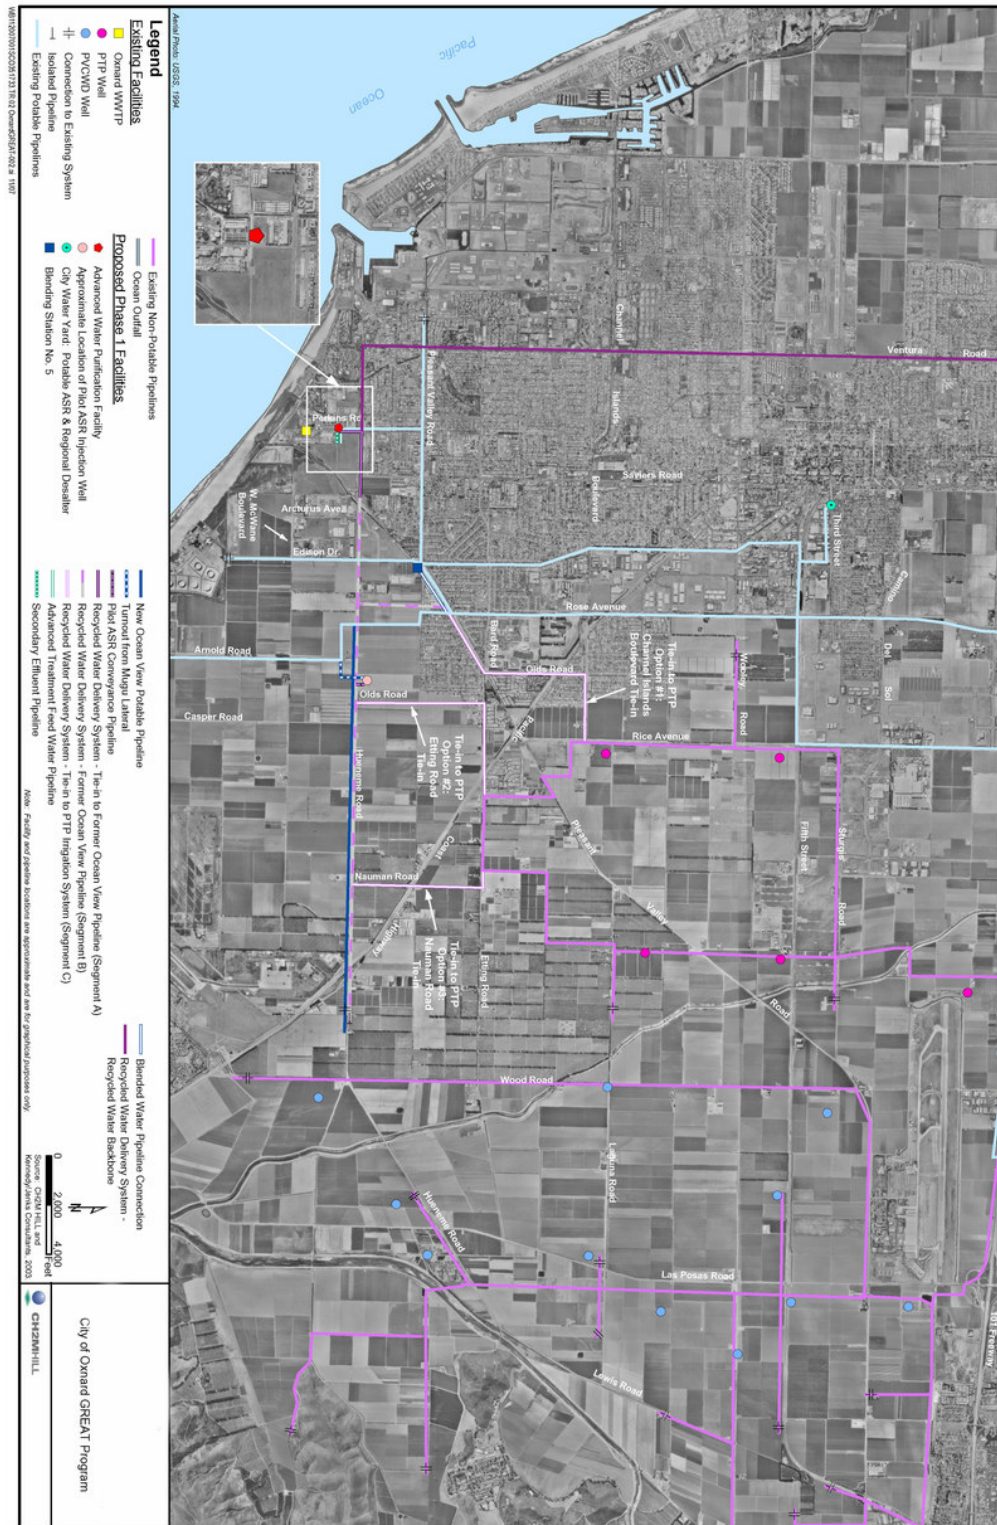 Legend
Existing Facilities
Oxnard WWTP
PTP Well
PVCWD Well
Connection to Existing System
Isolated Pipeline
Existing Potable Pipelines
Existing Non-Potable Pipelines
Ocean Outfall
Proposed Phase 1 Facilities
Advanced Water Purification Facility
Approximate Location of Pilot ASR Injection Well
City Water Yard: Potable ASR & Regional Desalter
Blending Station No. 5
New Ocean View Potable Pipeline
Turnout from Mugu Lateral
Pilot ASR Conveyance Pipeline
Recycled Water Delivery System - Tie-in to Former Ocean View Pipeline (Segment A)
Recycled Water Delivery System - Former Ocean View Pipeline (Segment B)
Recycled Water Delivery System - Tie-in to PTP Irrigation System (Segment C)
Advanced Treatment Feed Water Pipeline
Secondary Effluent Pipeline
Blended Water Pipeline Connection
Recycled Water Delivery System -
Recycled Water Backbone
Note: Facility and pipeline locations are approximate and are for graphical purposes only.
0 2,000 4,000
Feet
N
Source: CH2M HILL and
Kennedy/Jenks Consultants, 2003
City of Oxnard GREAT Program
CH2MHILL
Aerial Photo: USGS, 1994.
Pacific
Ocean
Channel
Islands
Boulevard
Ventura
Road
Pleasant Valley Road
Perkins Rd
Saviers Road
Third Street
Arcturus Ave
W. McWane
Boulevard
Edison Dr.
Camino
Del
Sol
Rose Avenue
Bard Road
Arnold Road
Olds Road
Olds Road
Casper Road
Tie-in to PTP
Option #1:
Channel Islands
Boulevard Tie-in
Wooley
Road
Rice Avenue
Tie-in to PTP
Option #2:
Etting Road
Tie-in
Pacific
Coast
Highway
Hueneme Road
Pleasant
Valley
Road
Fifth Street
Sturgis
Road
Nauman Road
Tie-in to PTP
Option #3:
Nauman Road
Tie-in
Etting Road
Wood Road
Laguna Road
Hueneme Road
Las Posas Road
Lewis Road
101 Freeway